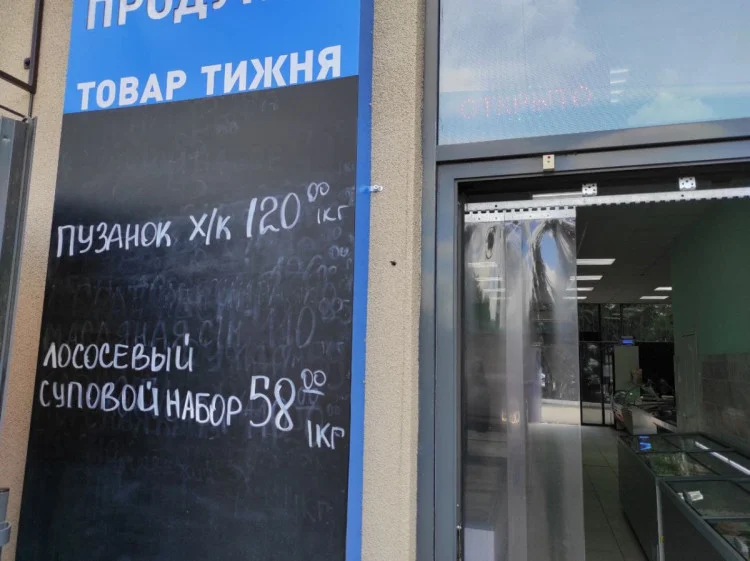 ТОВАР ТИЖНЯ
ПУЗАНОК Х/К 120 00 1КГ
ЛОСОСЕВЫЙ
СУПОВОЙ НАБОР 58 00 1КГ